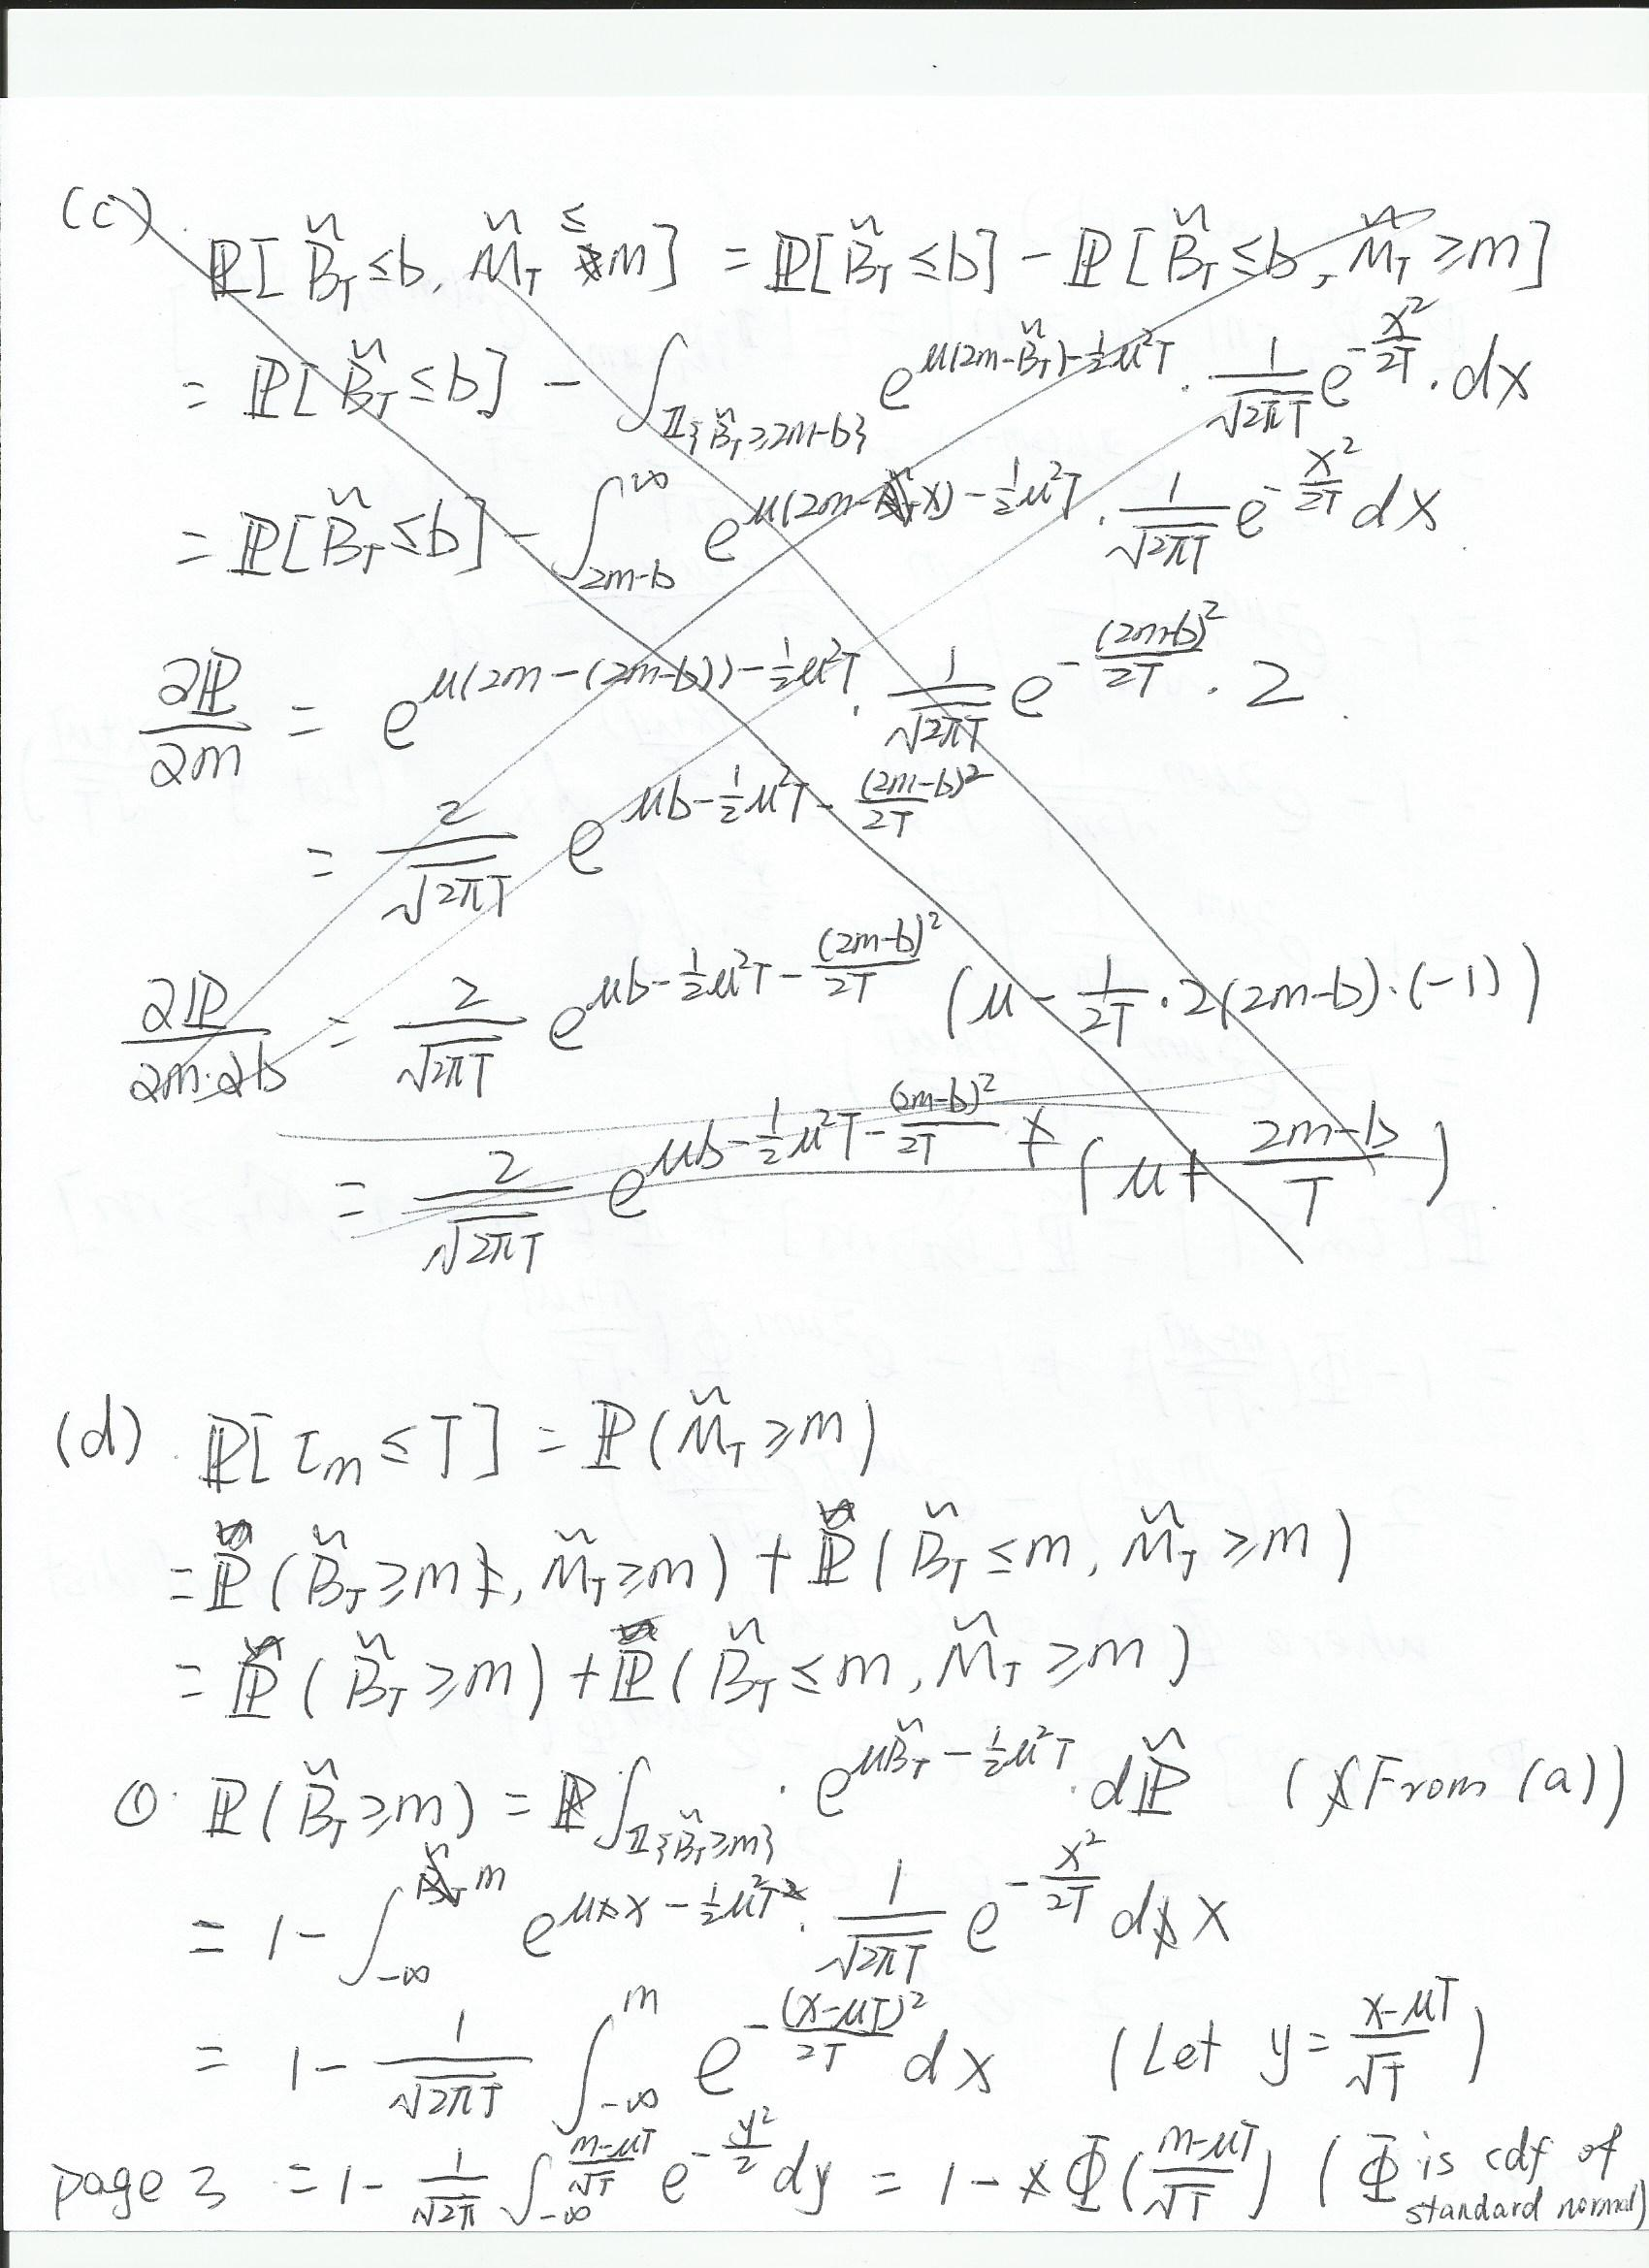 (c)
ℙ[B̃_T ≤ b, M̃_T ≤ m] = ℙ[B̃_T ≤ b] − ℙ[B̃_T ≤ b, M̃_T ≥ m]
= ℙ[B̃_T ≤ b] − ∫_{𝟙{B̃_T ≥ 2m−b}} e^{μ(2m−B̃_T)−½μ²T} · 1/√(2πT) e^{−x²/2T} · dx
= ℙ[B̃_T ≤ b] − ∫_{2m−b}^{∞} e^{μ(2m−x)−½μ²T} · 1/√(2πT) e^{−x²/2T} dx.
∂ℙ/∂m = e^{μ(2m−(2m−b))−½μ²T} · 1/√(2πT) e^{−(2m−b)²/2T} · 2.
= 2/√(2πT) e^{μb−½μ²T−(2m−b)²/2T}
∂ℙ/∂m·∂b = 2/√(2πT) e^{μb−½μ²T−(2m−b)²/2T} (μ − 1/2T · 2(2m−b)·(−1))
= 2/√(2πT) e^{μb−½μ²T−(2m−b)²/2T} (μ + (2m−b)/T).
(d). ℙ[τ_m ≤ T] = ℙ(M̃_T ≥ m)
= ℙ(B̃_T ≥ m, M̃_T ≥ m) + ℙ(B̃_T ≤ m, M̃_T ≥ m)
= ℙ(B̃_T ≥ m) + ℙ(B̃_T ≤ m, M̃_T ≥ m)
①. ℙ(B̃_T ≥ m) = ∫_{𝟙{B̃_T ≥ m}} · e^{μB̃_T − ½μ²T} · dℙ̃ (From (a))
= 1 − ∫_{−∞}^{m} e^{μx − ½μ²T} · 1/√(2πT) e^{−x²/2T} dx
= 1 − 1/√(2πT) ∫_{−∞}^{m} e^{−(x−μT)²/2T} dx (Let y = (x−μT)/√T)
page 3 = 1 − 1/√(2π) ∫_{−∞}^{(m−μT)/√T} e^{−y²/2} dy = 1 − Φ((m−μT)/√T) (Φ is cdf of
standard normal)